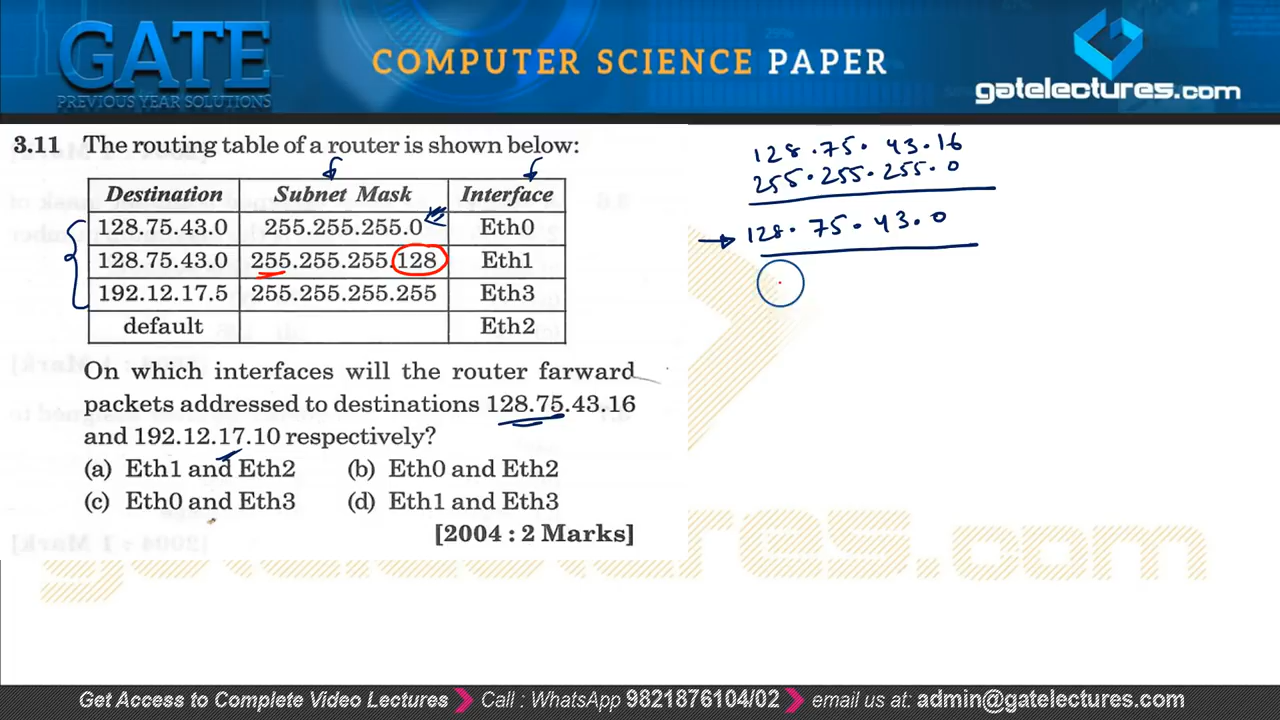 GATE
PREVIOUS YEAR SOLUTIONS
COMPUTER SCIENCE PAPER
gatelectures.com
3.11 The routing table of a router is shown below:
Destination Subnet Mask Interface
128.75.43.0 255.255.255.0 Eth0
128.75.43.0 255.255.255.128 Eth1
192.12.17.5 255.255.255.255 Eth3
default Eth2
On which interfaces will the router farward
packets addressed to destinations 128.75.43.16
and 192.12.17.10 respectively?
(a) Eth1 and Eth2 (b) Eth0 and Eth2
(c) Eth0 and Eth3 (d) Eth1 and Eth3
[2004 : 2 Marks]
128.75.43.16
255.255.255.0
128.75.43.0
Get Access to Complete Video Lectures Call : WhatsApp 9821876104/02 email us at: admin@gatelectures.com